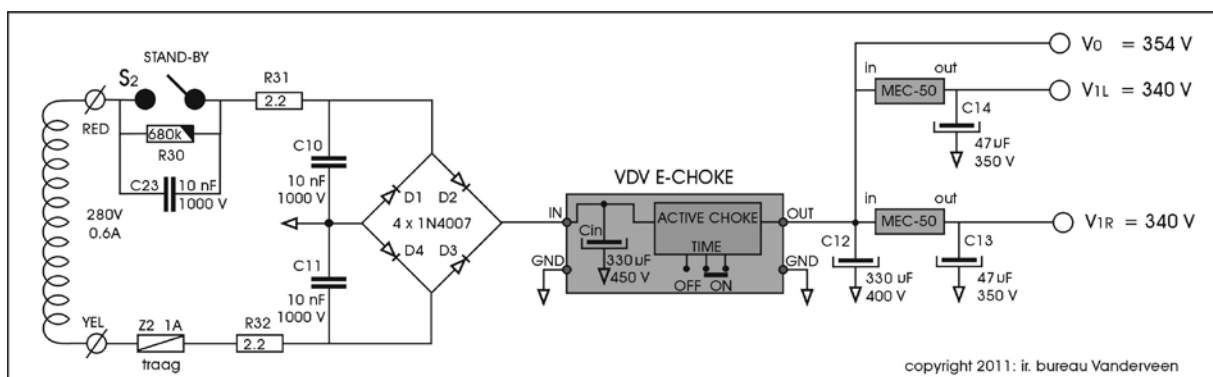 STAND-BY
S2
R31
2.2
RED
680k
R30
C23
10 nF
1000 V
280V
0.6A
C10
10 nF
1000 V
D1
D2
4 x 1N4007
D4
D3
C11
10 nF
1000 V
YEL
Z2 1A
traag
R32
2.2
VDV E-CHOKE
IN
Cin
330 uF
450 V
ACTIVE CHOKE
TIME
OFF ON
OUT
GND
GND
V0 = 354 V
in
out
MEC-50
V1L = 340 V
C14
47uF
350 V
in
out
MEC-50
V1R = 340 V
C12
330 uF
400 V
C13
47uF
350 V
copyright 2011: ir. bureau Vanderveen